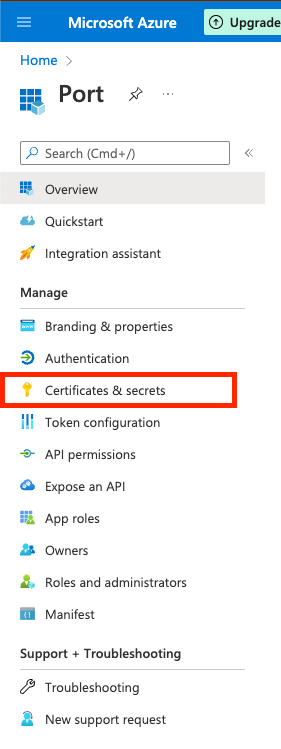 Microsoft Azure
Upgrade
Home
Port
Search (Cmd+/)
Overview
Quickstart
Integration assistant
Manage
Branding & properties
Authentication
Certificates & secrets
Token configuration
API permissions
Expose an API
App roles
Owners
Roles and administrators
Manifest
Support + Troubleshooting
Troubleshooting
New support request